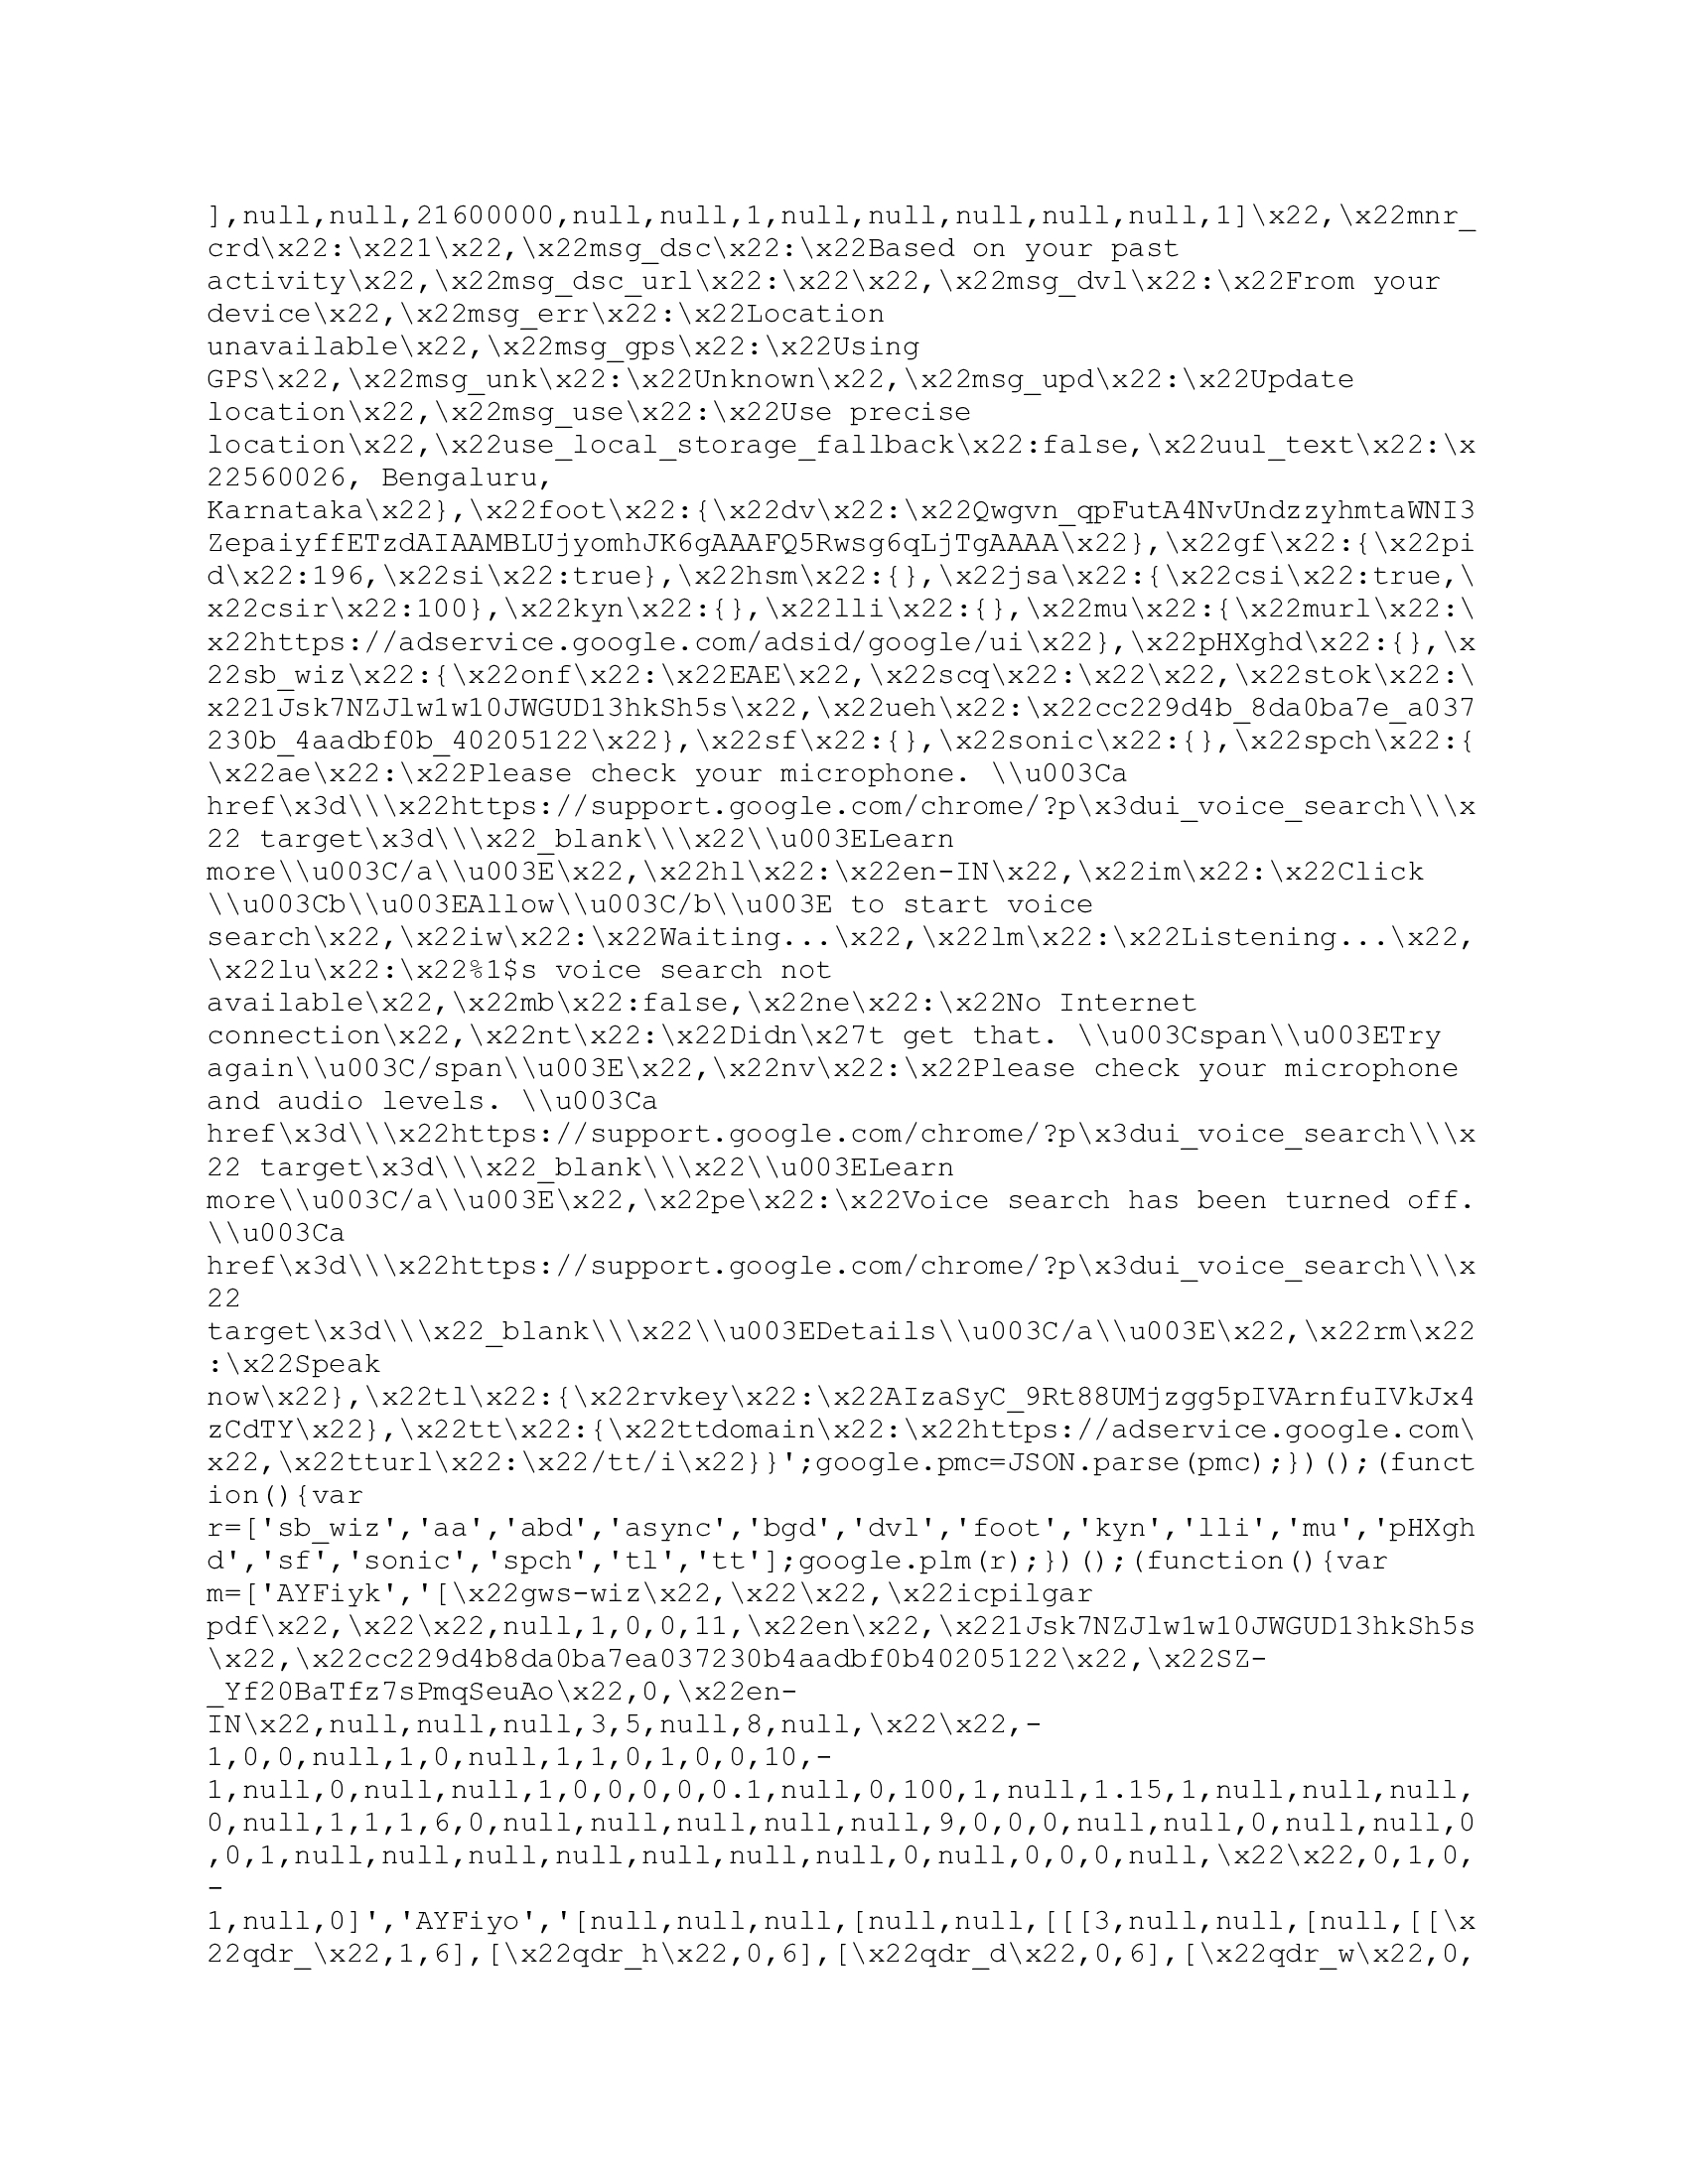 ],null,null,21600000,null,null,1,null,null,null,null,null,1]\x22,\x22mnr_
crd\x22:\x221\x22,\x22msg_dsc\x22:\x22Based on your past
activity\x22,\x22msg_dsc_url\x22:\x22\x22,\x22msg_dvl\x22:\x22From your
device\x22,\x22msg_err\x22:\x22Location
unavailable\x22,\x22msg_gps\x22:\x22Using
GPS\x22,\x22msg_unk\x22:\x22Unknown\x22,\x22msg_upd\x22:\x22Update
location\x22,\x22msg_use\x22:\x22Use precise
location\x22,\x22use_local_storage_fallback\x22:false,\x22uul_text\x22:\x
22560026, Bengaluru,
Karnataka\x22},\x22foot\x22:{\x22dv\x22:\x22Qwgvn_qpFutA4NvUndzzyhmtaWNI3
ZepaiyffETzdAIAAMBLUjyomhJK6gAAAFQ5Rwsg6qLjTgAAAA\x22},\x22gf\x22:{\x22pi
d\x22:196,\x22si\x22:true},\x22hsm\x22:{},\x22jsa\x22:{\x22csi\x22:true,\
x22csir\x22:100},\x22kyn\x22:{},\x22lli\x22:{},\x22mu\x22:{\x22murl\x22:\
x22https://adservice.google.com/adsid/google/ui\x22},\x22pHXghd\x22:{},\x
22sb_wiz\x22:{\x22onf\x22:\x22EAE\x22,\x22scq\x22:\x22\x22,\x22stok\x22:\
x221Jsk7NZJlw1w10JWGUD13hkSh5s\x22,\x22ueh\x22:\x22cc229d4b_8da0ba7e_a037
230b_4aadbf0b_40205122\x22},\x22sf\x22:{},\x22sonic\x22:{},\x22spch\x22:{
\x22ae\x22:\x22Please check your microphone. \\u003Ca
href\x3d\\\x22https://support.google.com/chrome/?p\x3dui_voice_search\\\x
22 target\x3d\\\x22_blank\\\x22\\u003ELearn
more\\u003C/a\\u003E\x22,\x22hl\x22:\x22en-IN\x22,\x22im\x22:\x22Click
\\u003Cb\\u003EAllow\\u003C/b\\u003E to start voice
search\x22,\x22iw\x22:\x22Waiting...\x22,\x22lm\x22:\x22Listening...\x22,
\x22lu\x22:\x22%1$s voice search not
available\x22,\x22mb\x22:false,\x22ne\x22:\x22No Internet
connection\x22,\x22nt\x22:\x22Didn\x27t get that. \\u003Cspan\\u003ETry
again\\u003C/span\\u003E\x22,\x22nv\x22:\x22Please check your microphone
and audio levels. \\u003Ca
href\x3d\\\x22https://support.google.com/chrome/?p\x3dui_voice_search\\\x
22 target\x3d\\\x22_blank\\\x22\\u003ELearn
more\\u003C/a\\u003E\x22,\x22pe\x22:\x22Voice search has been turned off.
\\u003Ca
href\x3d\\\x22https://support.google.com/chrome/?p\x3dui_voice_search\\\x
22
target\x3d\\\x22_blank\\\x22\\u003EDetails\\u003C/a\\u003E\x22,\x22rm\x22
:\x22Speak
now\x22},\x22tl\x22:{\x22rvkey\x22:\x22AIzaSyC_9Rt88UMjzgg5pIVArnfuIVkJx4
zCdTY\x22},\x22tt\x22:{\x22ttdomain\x22:\x22https://adservice.google.com\
x22,\x22tturl\x22:\x22/tt/i\x22}}';google.pmc=JSON.parse(pmc);})();(funct
ion(){var
r=['sb_wiz','aa','abd','async','bgd','dvl','foot','kyn','lli','mu','pHXgh
d','sf','sonic','spch','tl','tt'];google.plm(r);})();(function(){var
m=['AYFiyk','[\x22gws-wiz\x22,\x22\x22,\x22icpilgar
pdf\x22,\x22\x22,null,1,0,0,11,\x22en\x22,\x221Jsk7NZJlw1w10JWGUD13hkSh5s
\x22,\x22cc229d4b8da0ba7ea037230b4aadbf0b40205122\x22,\x22SZ-
_Yf20BaTfz7sPmqSeuAo\x22,0,\x22en-
IN\x22,null,null,null,3,5,null,8,null,\x22\x22,-
1,0,0,null,1,0,null,1,1,0,1,0,0,10,-
1,null,0,null,null,1,0,0,0,0,0.1,null,0,100,1,null,1.15,1,null,null,null,
0,null,1,1,1,6,0,null,null,null,null,null,9,0,0,0,null,null,0,null,null,0
,0,1,null,null,null,null,null,null,null,0,null,0,0,0,null,\x22\x22,0,1,0,
-
1,null,0]','AYFiyo','[null,null,null,[null,null,[[[3,null,null,[null,[[\x
22qdr_\x22,1,6],[\x22qdr_h\x22,0,6],[\x22qdr_d\x22,0,6],[\x22qdr_w\x22,0,